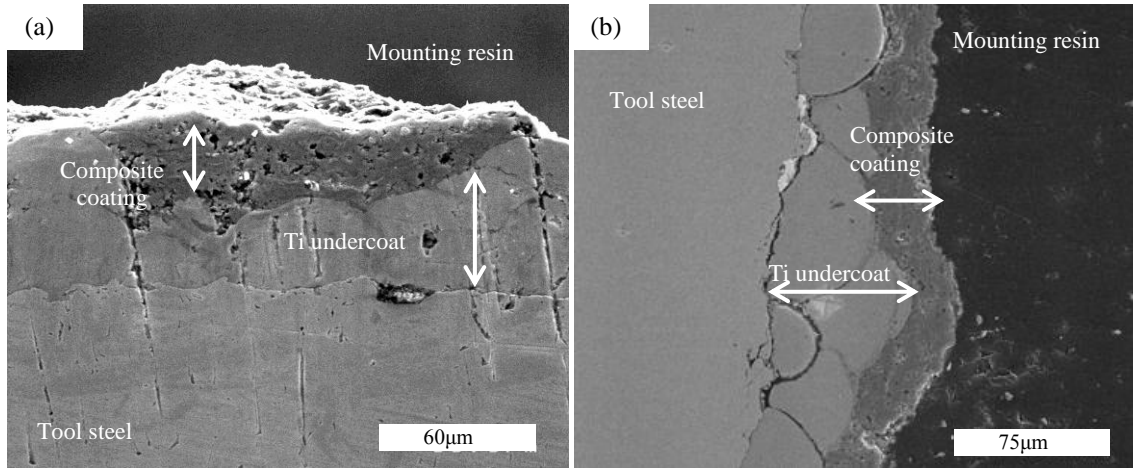 (a)
Mounting resin
Composite
coating
Ti undercoat
Tool steel
60μm
(b)
Mounting resin
Tool steel
Composite
coating
Ti undercoat
75μm